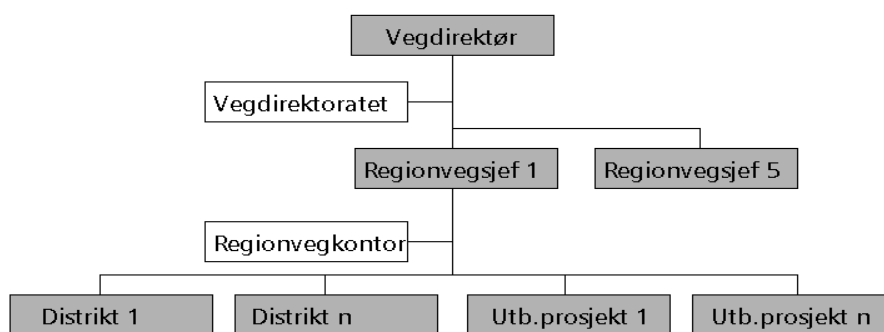 Vegdirektør
Vegdirektoratet
Regionvegsjef 1
Regionvegsjef 5
Regionvegkontor
Distrikt 1
Distrikt n
Utb.prosjekt 1
Utb.prosjekt n